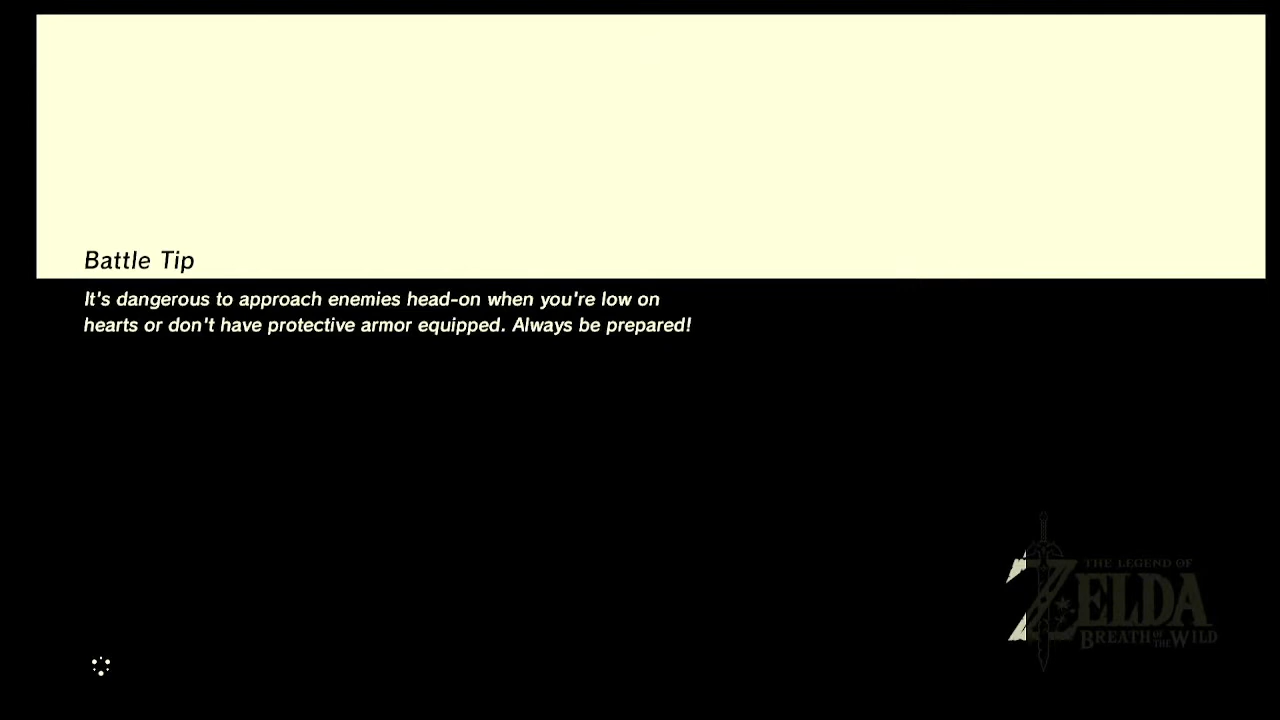 Battle Tip
It's dangerous to approach enemies head-on when you're low on
hearts or don't have protective armor equipped. Always be prepared!
THE LEGEND OF
ZELDA
BREATH OF THE WILD